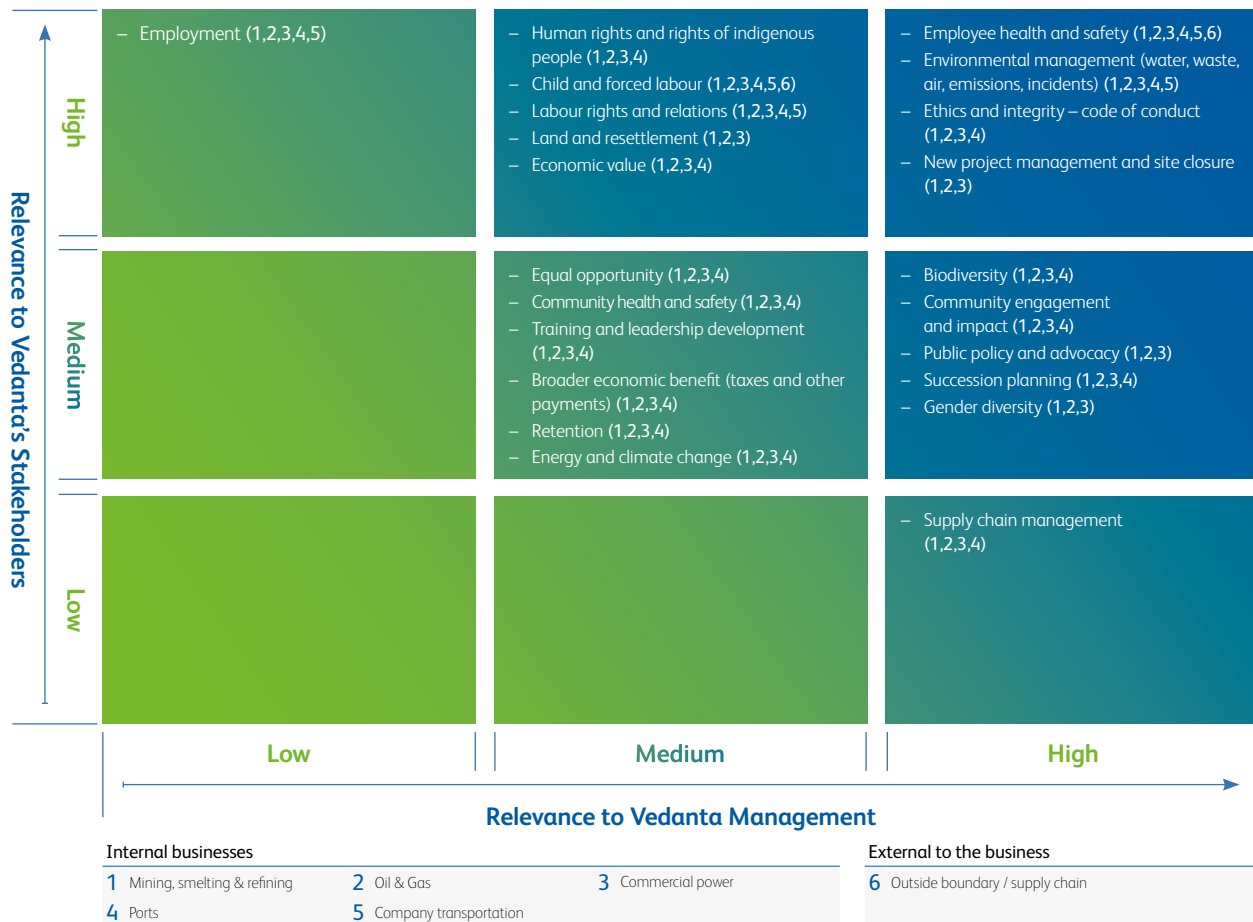 – Employment (1,2,3,4,5)
– Human rights and rights of indigenous
people (1,2,3,4)
– Child and forced labour (1,2,3,4,5,6)
– Labour rights and relations (1,2,3,4,5)
– Land and resettlement (1,2,3)
– Economic value (1,2,3,4)
– Employee health and safety (1,2,3,4,5,6)
– Environmental management (water, waste,
air, emissions, incidents) (1,2,3,4,5)
– Ethics and integrity – code of conduct
(1,2,3,4)
– New project management and site closure
(1,2,3)
High
Relevance to Vedanta's Stakeholders
Medium
– Equal opportunity (1,2,3,4)
– Community health and safety (1,2,3,4)
– Training and leadership development
(1,2,3,4)
– Broader economic benefit (taxes and other
payments) (1,2,3,4)
– Retention (1,2,3,4)
– Energy and climate change (1,2,3,4)
– Biodiversity (1,2,3,4)
– Community engagement
and impact (1,2,3,4)
– Public policy and advocacy (1,2,3)
– Succession planning (1,2,3,4)
– Gender diversity (1,2,3)
Low
– Supply chain management
(1,2,3,4)
Low
Medium
High
Relevance to Vedanta Management
Internal businesses
1 Mining, smelting & refining
2 Oil & Gas
3 Commercial power
4 Ports
5 Company transportation
External to the business
6 Outside boundary / supply chain